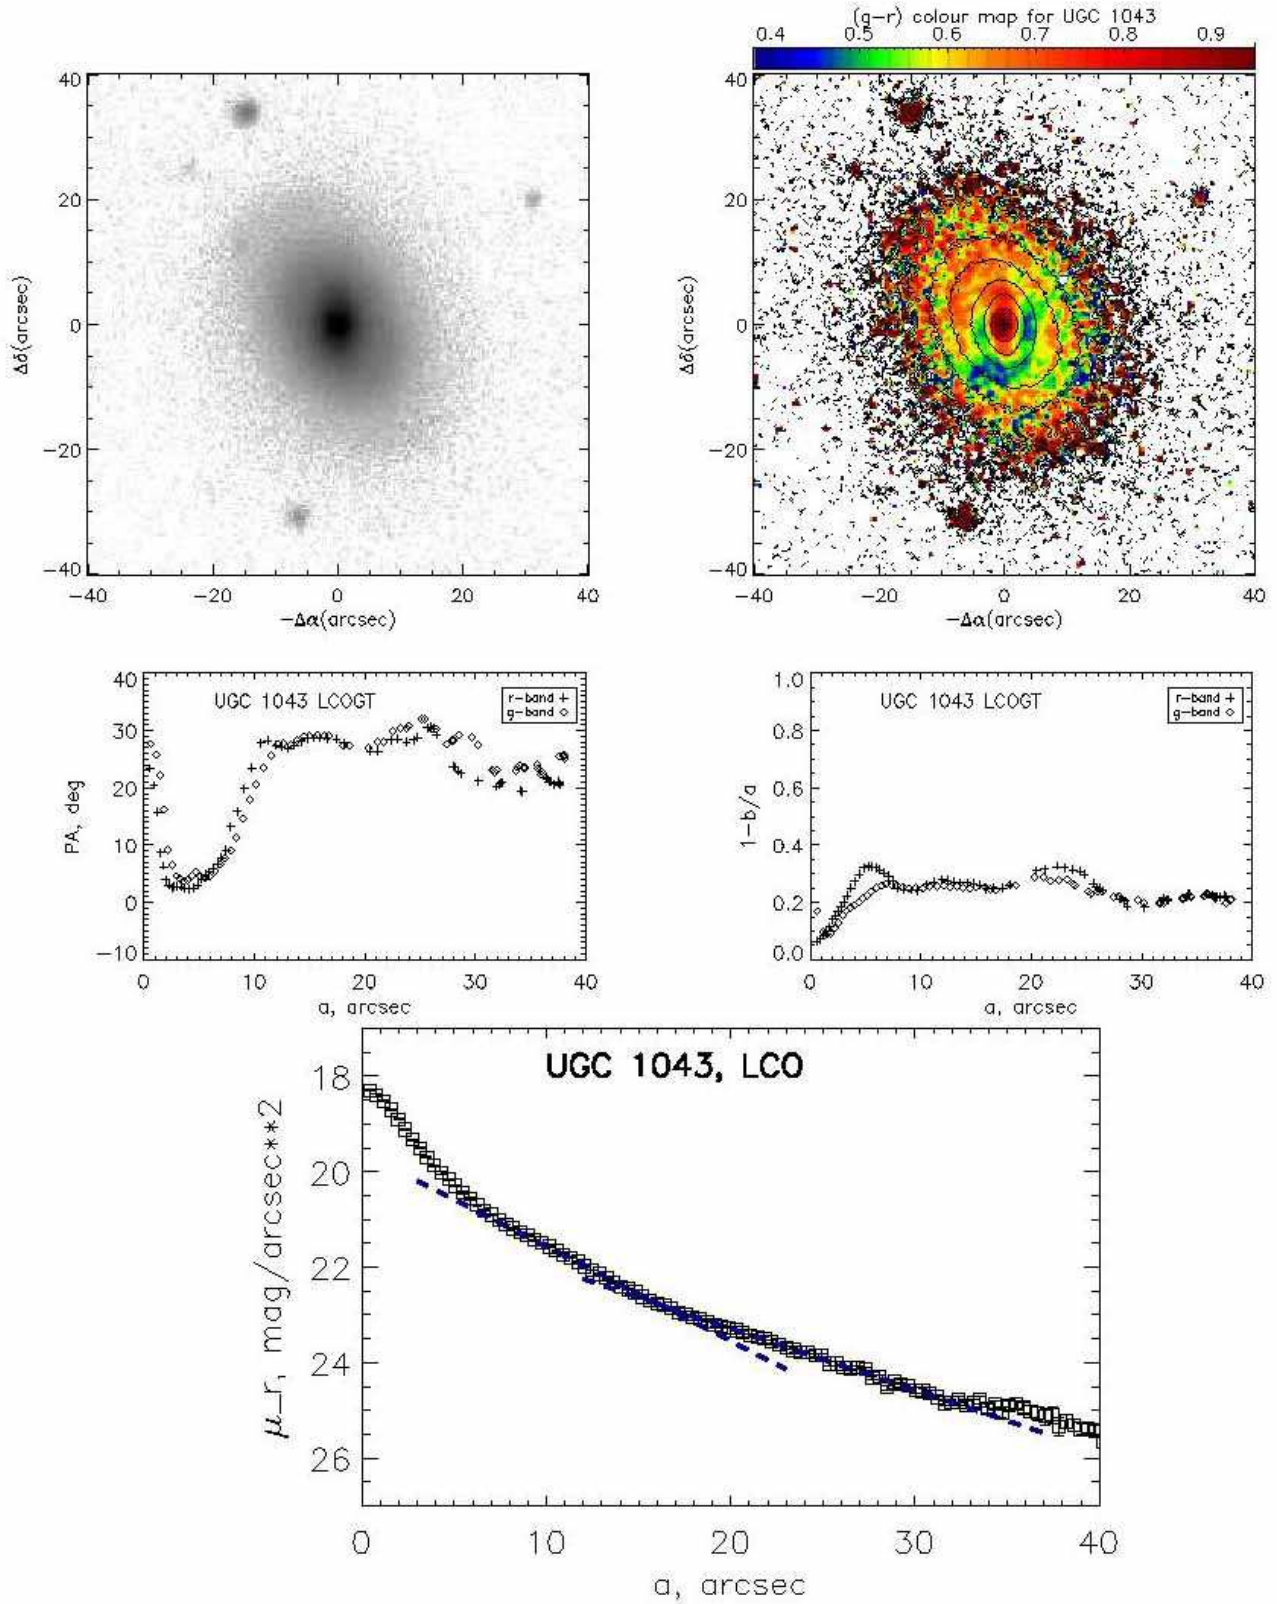 (g-r) colour map for UGC 1043
0.4 0.5 0.6 0.7 0.8 0.9
40
20
0
-20
-40
Δδ(arcsec)
-40 -20 0 20 40
-Δα(arcsec)
40
20
0
-20
-40
Δδ(arcsec)
-40 -20 0 20 40
-Δα(arcsec)
UGC 1043 LCOGT
r-band +
g-band ◇
40
30
20
10
0
-10
PA, deg
0 10 20 30 40
a, arcsec
UGC 1043 LCOGT
r-band +
g-band ◇
1.0
0.8
0.6
0.4
0.2
0.0
1-b/a
0 10 20 30 40
a, arcsec
UGC 1043, LCO
18
20
22
24
26
μ_r, mag/arcsec**2
0 10 20 30 40
a, arcsec